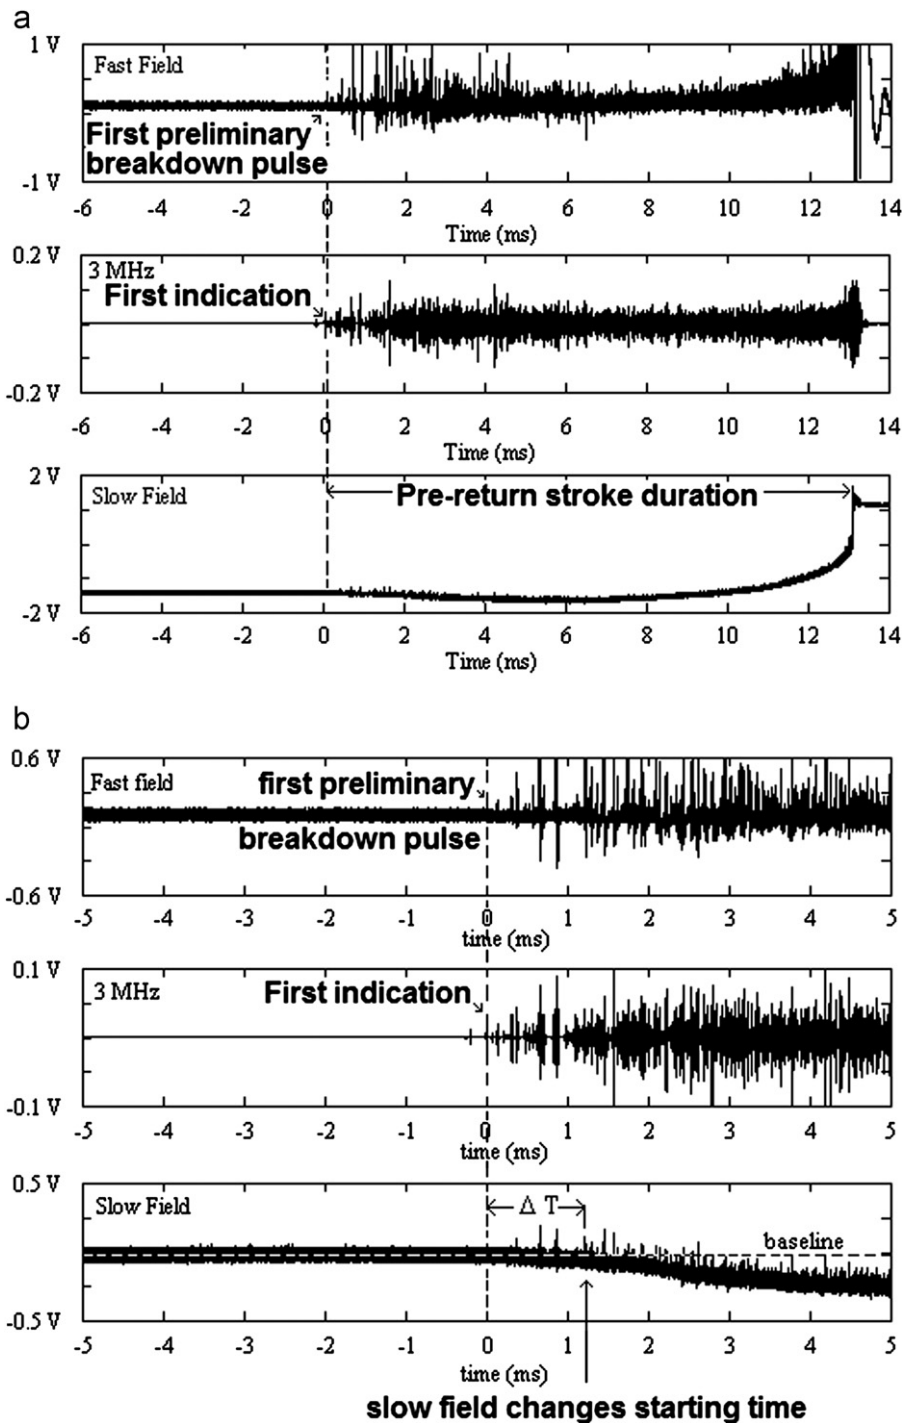 a
1 V
Fast Field
First preliminary
breakdown pulse
-1 V
-6 -4 -2 0 2 4 6 8 10 12 14
Time (ms)
0.2 V
3 MHz
First indication
-0.2 V
-6 -4 -2 0 2 4 6 8 10 12 14
Time (ms)
2 V
Slow Field
Pre-return stroke duration
-2 V
-6 -4 -2 0 2 4 6 8 10 12 14
Time (ms)
b
0.6 V
Fast field
first preliminary
breakdown pulse
-0.6 V
-5 -4 -3 -2 -1 0 1 2 3 4 5
time (ms)
0.1 V
3 MHz
First indication
-0.1 V
-5 -4 -3 -2 -1 0 1 2 3 4 5
time (ms)
0.5 V
Slow Field
Δ T
baseline
-0.5 V
-5 -4 -3 -2 -1 0 1 2 3 4 5
time (ms)
slow field changes starting time